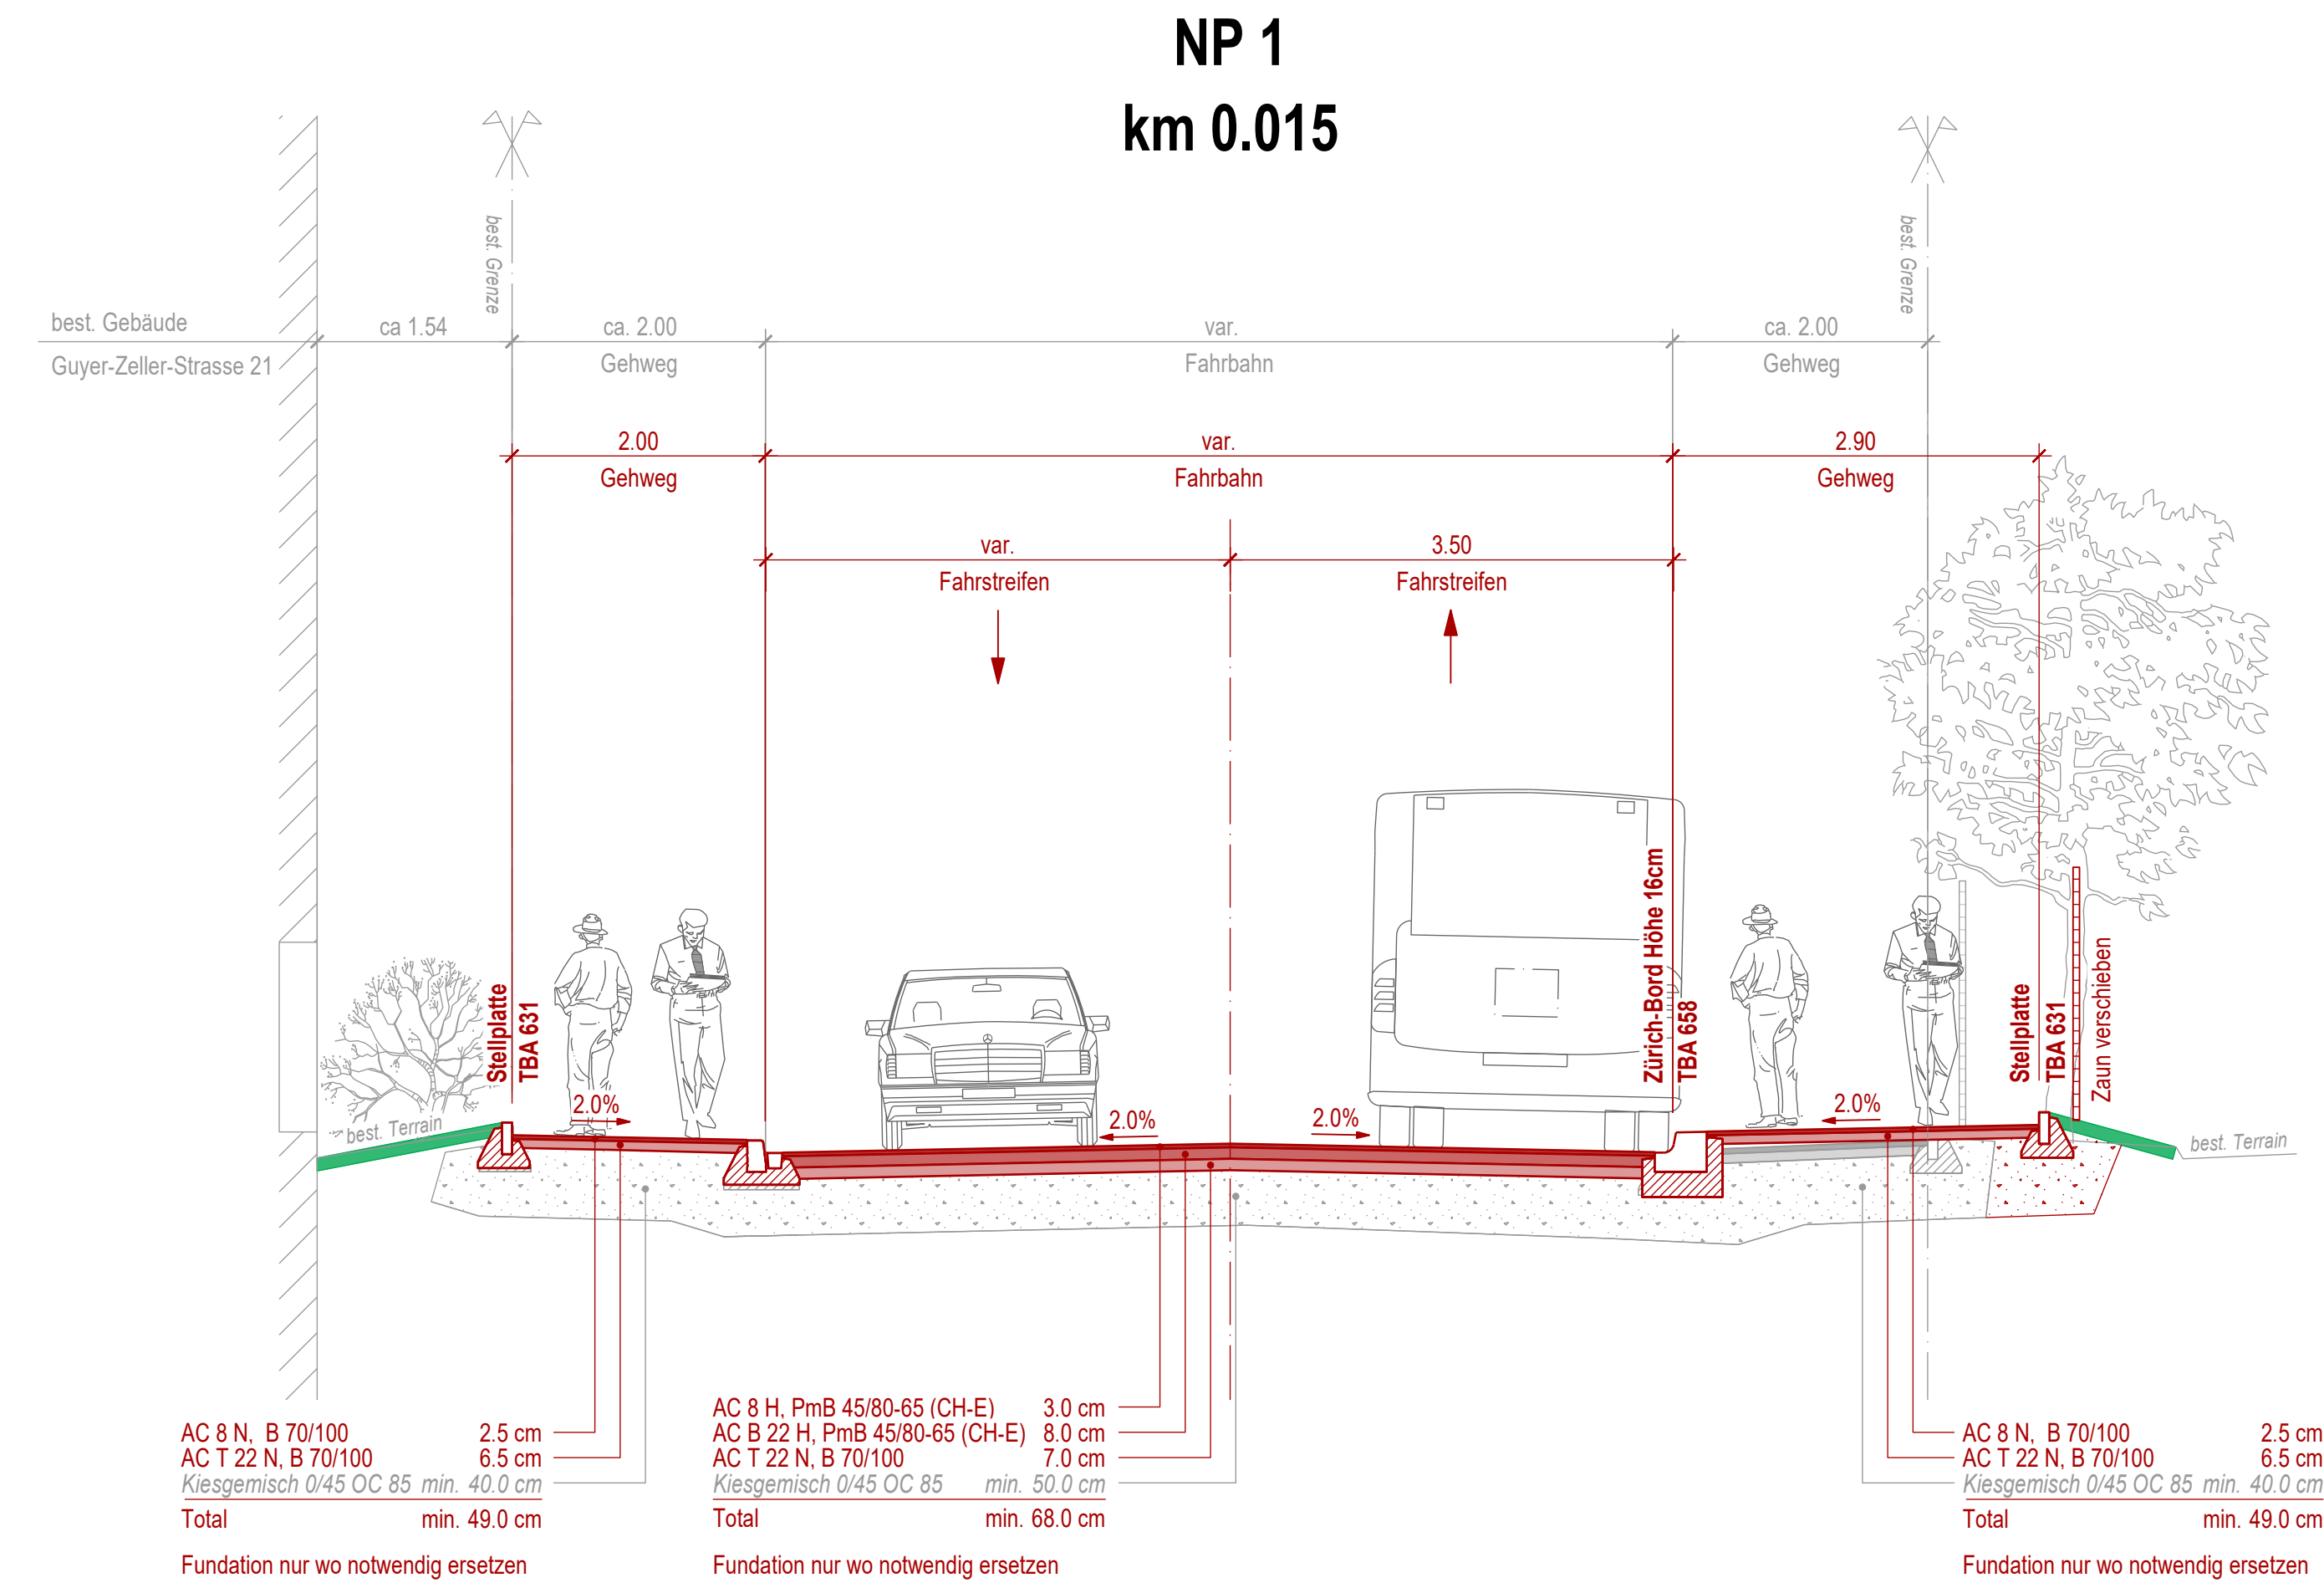 NP 1
km 0.015
best. Grenze
best. Grenze
best. Gebäude
ca 1.54
ca. 2.00
var.
ca. 2.00
Guyer-Zeller-Strasse 21
Gehweg
Fahrbahn
Gehweg
2.00
var.
2.90
Gehweg
Fahrbahn
Gehweg
var.
3.50
Fahrstreifen
Fahrstreifen
Stellplatte
TBA 631
Zürich-Bord Höhe 16cm
TBA 658
Stellplatte
TBA 631
Zaun verschieben
2.0%
2.0%
2.0%
2.0%
best. Terrain
best. Terrain
AC 8 N, B 70/100 2.5 cm
AC T 22 N, B 70/100 6.5 cm
Kiesgemisch 0/45 OC 85 min. 40.0 cm
Total min. 49.0 cm
Fundation nur wo notwendig ersetzen
AC 8 H, PmB 45/80-65 (CH-E) 3.0 cm
AC B 22 H, PmB 45/80-65 (CH-E) 8.0 cm
AC T 22 N, B 70/100 7.0 cm
Kiesgemisch 0/45 OC 85 min. 50.0 cm
Total min. 68.0 cm
Fundation nur wo notwendig ersetzen
AC 8 N, B 70/100 2.5 cm
AC T 22 N, B 70/100 6.5 cm
Kiesgemisch 0/45 OC 85 min. 40.0 cm
Total min. 49.0 cm
Fundation nur wo notwendig ersetzen